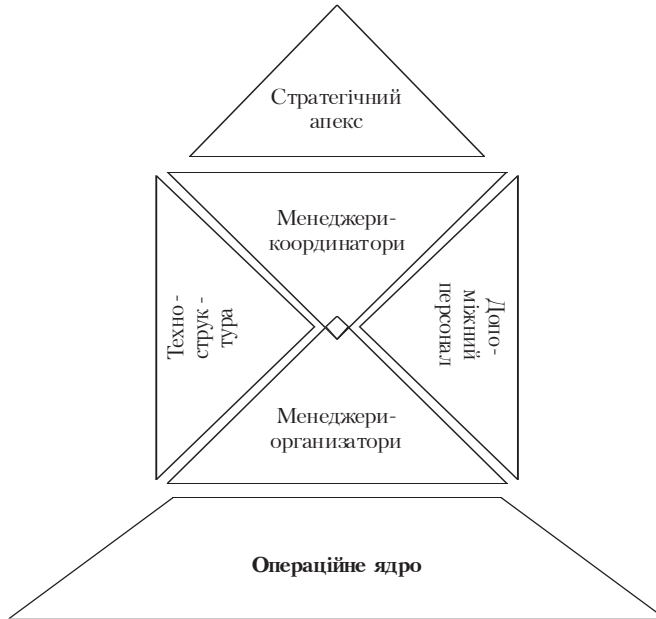 Стратегічний
апекс
Менеджери-
координатори
Техно-
струк-
тура
Допо-
міжний
персонал
Менеджери-
организатори
Операційне ядро